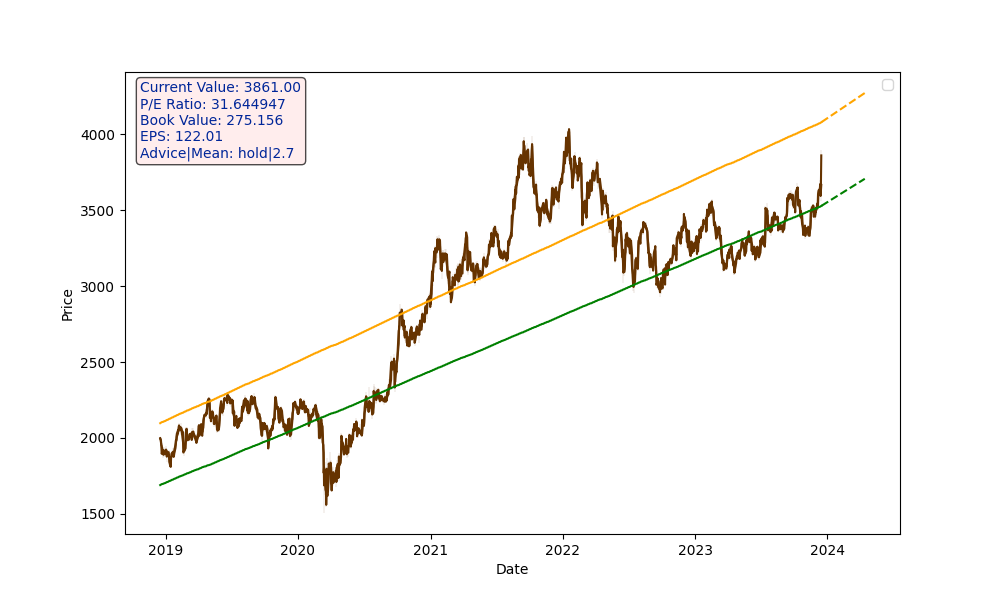 Current Value: 3861.00
P/E Ratio: 31.644947
Book Value: 275.156
EPS: 122.01
Advice|Mean: hold|2.7
4000
3500
3000
2500
2000
1500
Price
2019 2020 2021 2022 2023 2024
Date